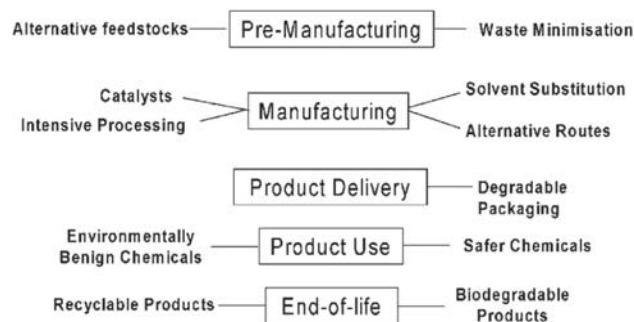 Alternative feedstocks
Pre-Manufacturing
Waste Minimisation
Catalysts
Intensive Processing
Manufacturing
Solvent Substitution
Alternative Routes
Product Delivery
Degradable
Packaging
Environmentally
Benign Chemicals
Product Use
Safer Chemicals
Recyclable Products
End-of-life
Biodegradable
Products